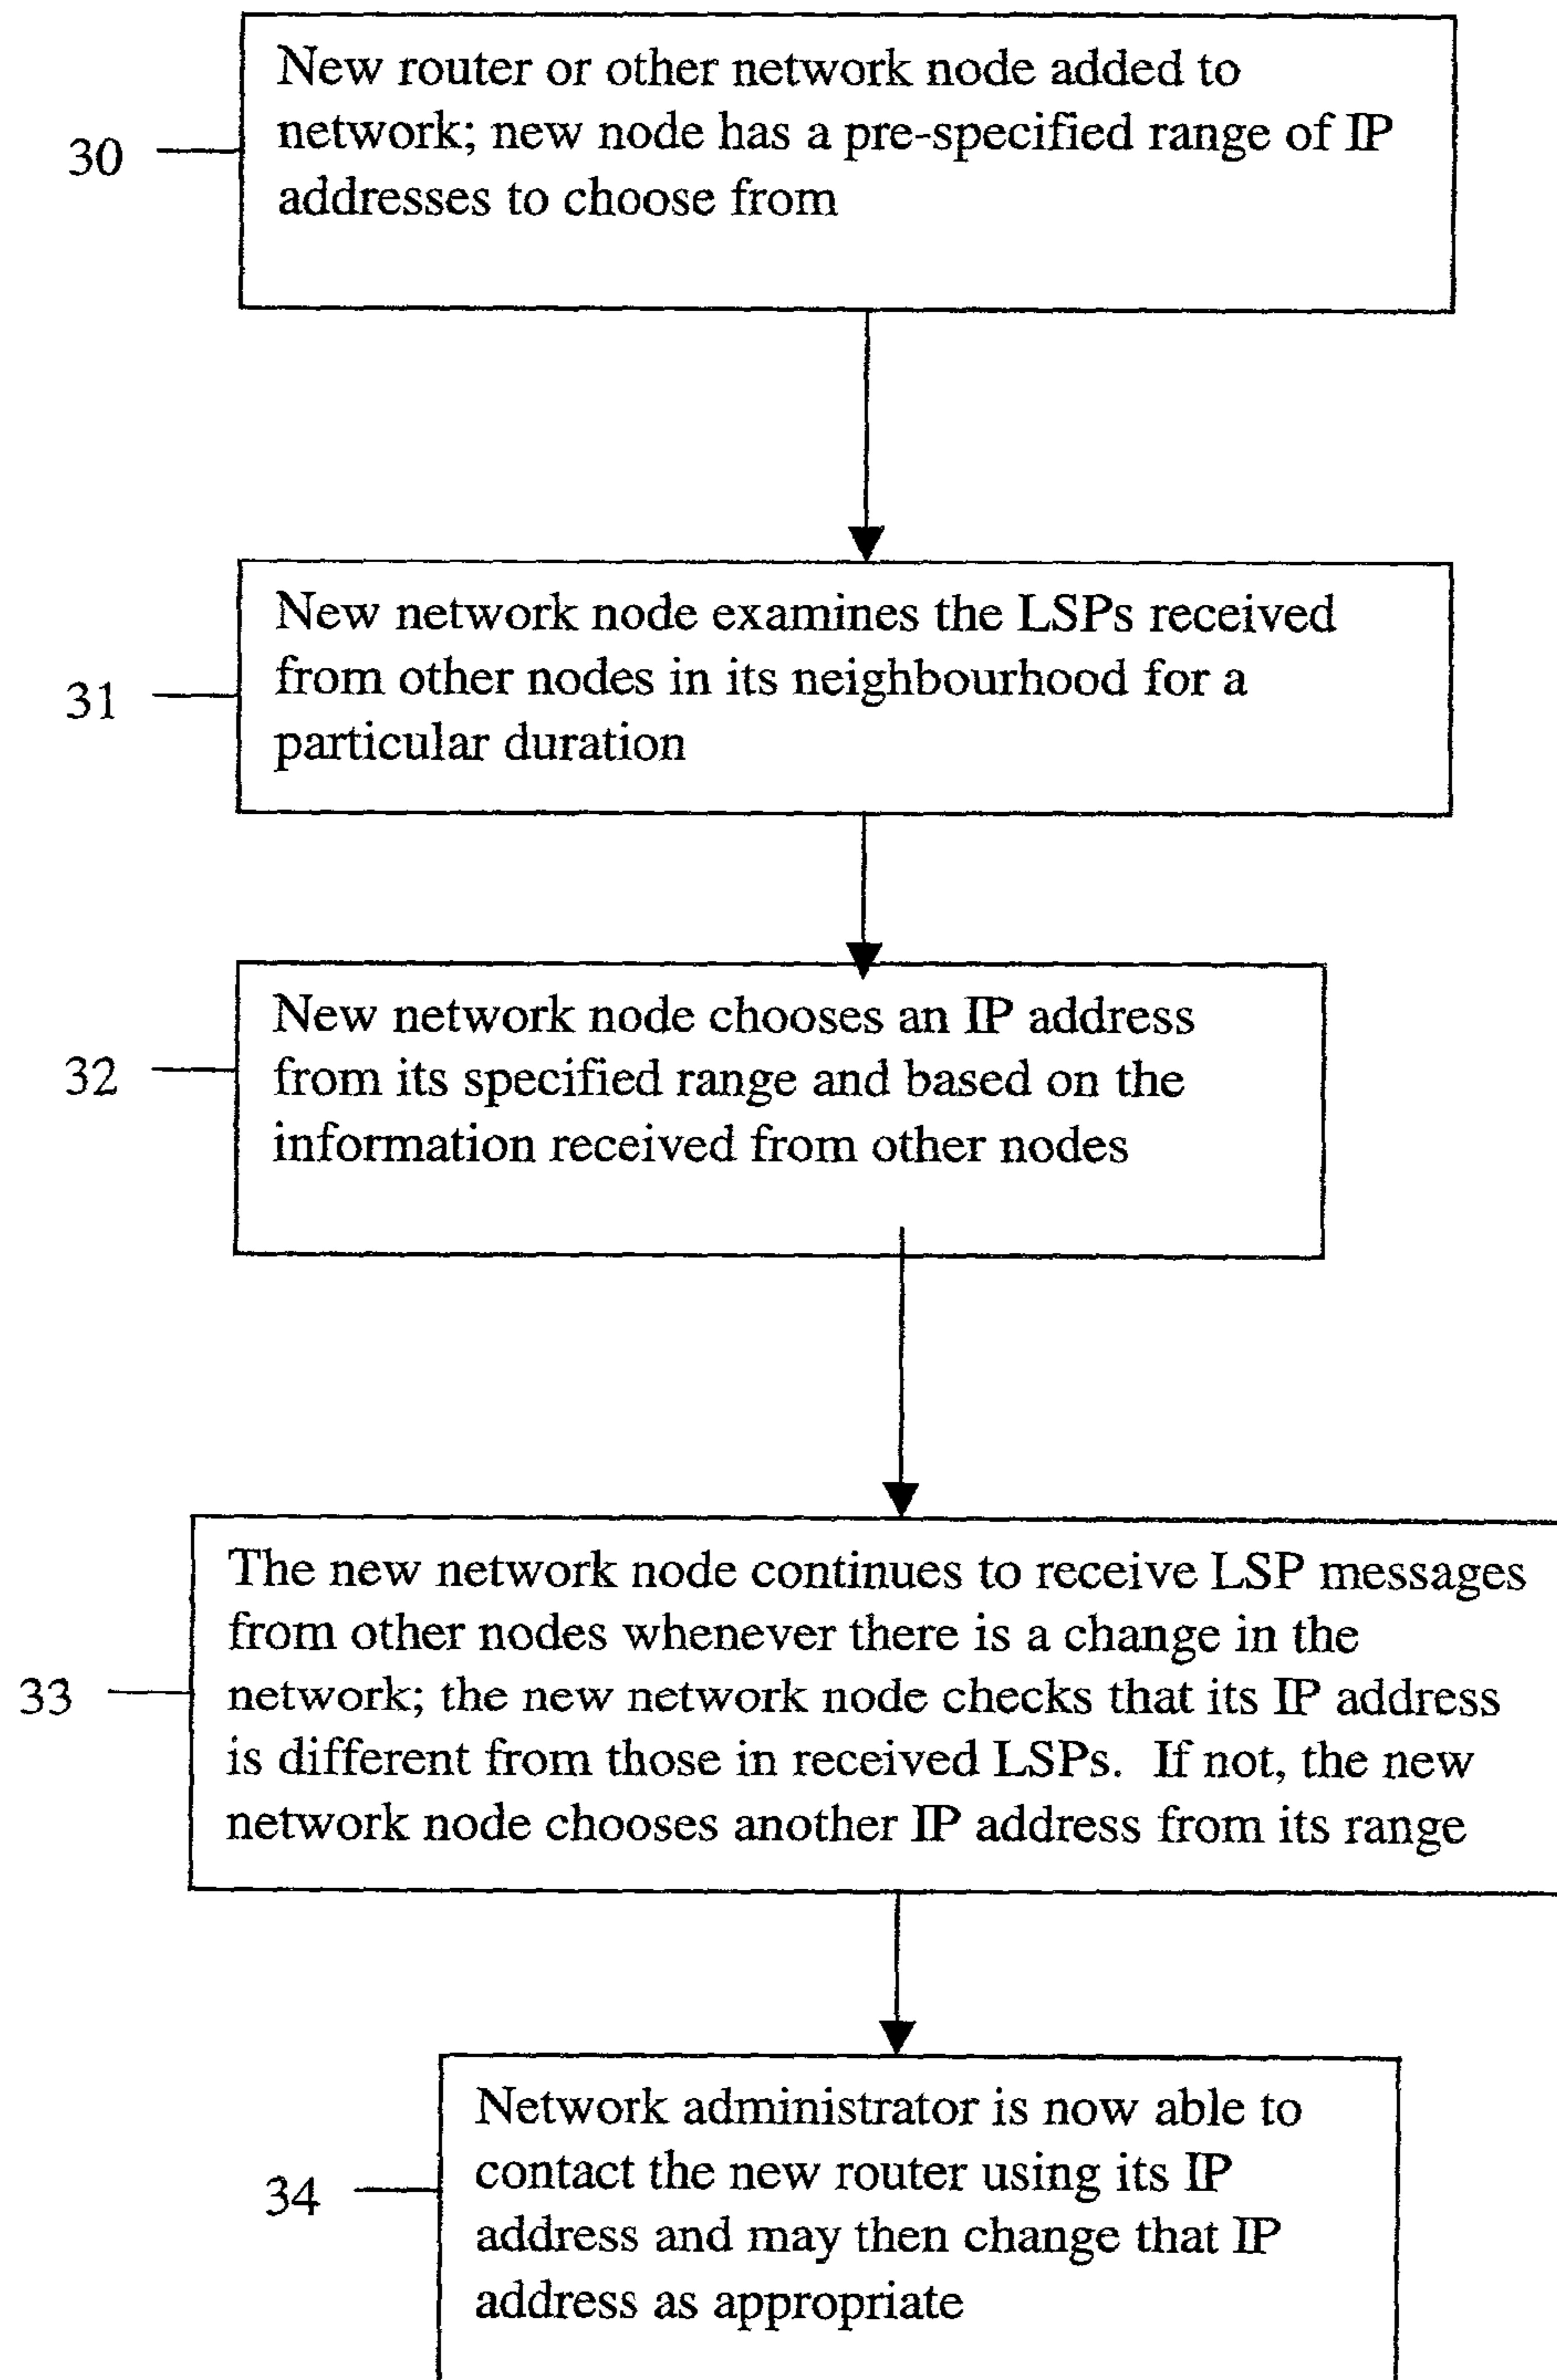 New router or other network node added to
network; new node has a pre-specified range of IP
addresses to choose from
30
New network node examines the LSPs received
from other nodes in its neighbourhood for a
particular duration
31
New network node chooses an IP address
from its specified range and based on the
information received from other nodes
32
The new network node continues to receive LSP messages
from other nodes whenever there is a change in the
network; the new network node checks that its IP address
is different from those in received LSPs.  If not, the new
network node chooses another IP address from its range
33
Network administrator is now able to
contact the new router using its IP
address and may then change that IP
address as appropriate
34